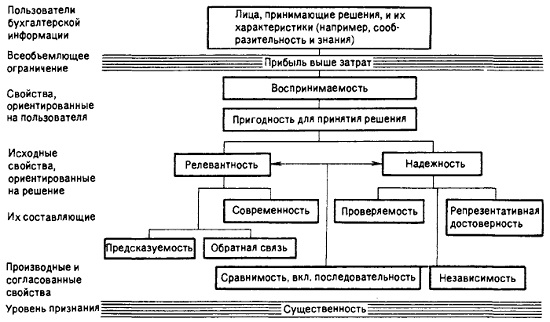 Пользователи
бухгалтерской
информации
Лица, принимающие решения, и их
характеристики (например, сооб-
разительность и знания)
Всеобъемлющее
ограничение
Прибыль выше затрат
Свойства,
ориентированные
на пользователя
Воспринимаемость
Пригодность для принятия решения
Исходные
свойства,
ориентированные
на решение
Релевантность
Надежность
Их составляющие
Современность
Проверяемость
Репрезентативная
достоверность
Предсказуемость
Обратная связь
Производные и
согласованные
свойства
Сравнимость, вкл. последовательность
Независимость
Уровень признания
Существенность